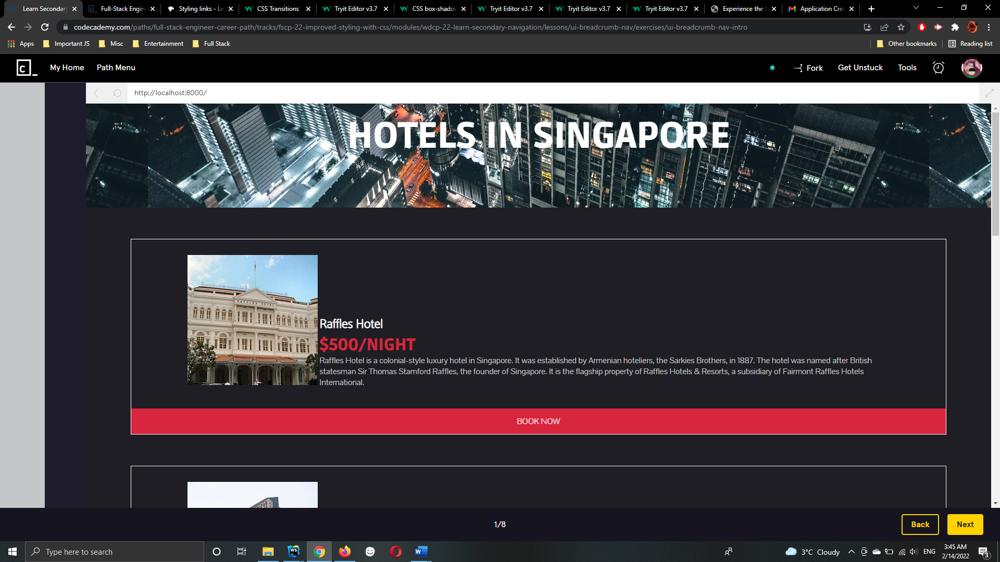 Learn Secondary
Full-Stack Engin
Styling links - Le
CSS Transitions
Tryit Editor v3.7
CSS box-shadow
Tryit Editor v3.7
Tryit Editor v3.7
Tryit Editor v3.7
Experience the S
Application Crea
codecademy.com/paths/full-stack-engineer-career-path/tracks/fscp-22-improved-styling-with-css/modules/wdcp-22-learn-secondary-navigation/lessons/ui-breadcrumb-nav/exercises/ui-breadcrumb-nav-intro
Apps Important JS Misc Entertainment Full Stack Other bookmarks Reading list
c_ My Home Path Menu Fork Get Unstuck Tools
http://localhost:8000/
HOTELS IN SINGAPORE
RAFFLES HOTEL
Raffles Hotel
$500/NIGHT
Raffles Hotel is a colonial-style luxury hotel in Singapore. It was established by Armenian hoteliers, the Sarkies Brothers, in 1887. The hotel was named after British
statesman Sir Thomas Stamford Raffles, the founder of Singapore. It is the flagship property of Raffles Hotels & Resorts, a subsidiary of Fairmont Raffles Hotels
International.
BOOK NOW
1/8
Back Next
Type here to search
WS
W
3°C Cloudy
ENG
3:45 AM
2/14/2022
3